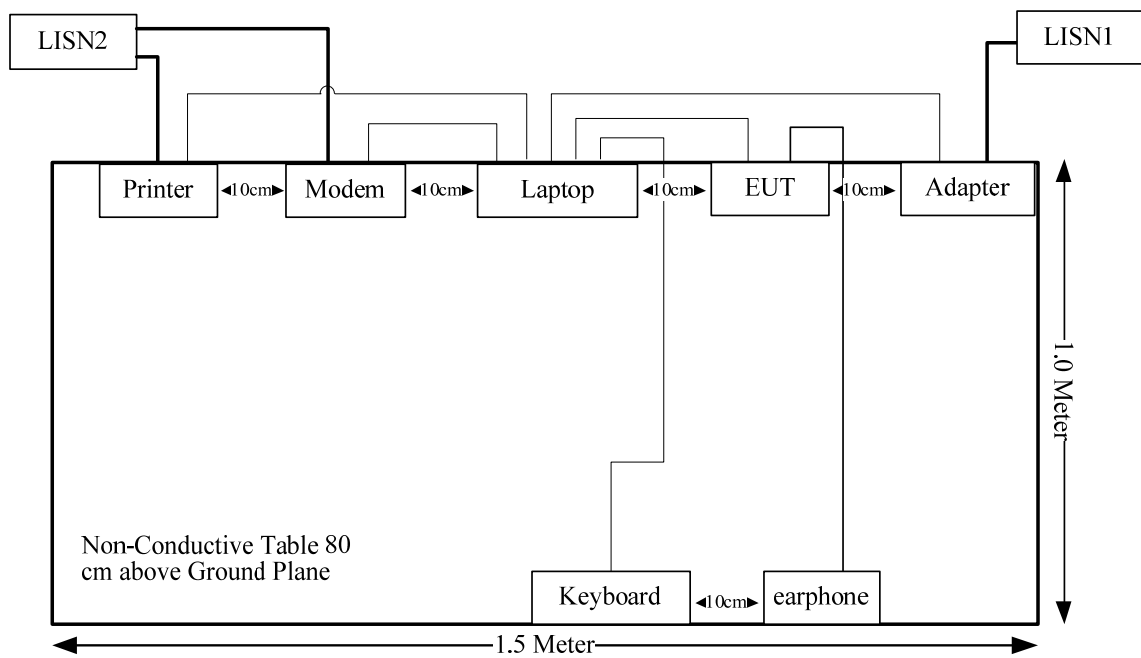 LISN2
LISN1
Printer
10cm
Modem
10cm
Laptop
10cm
EUT
10cm
Adapter
1.0 Meter
Non-Conductive Table 80
cm above Ground Plane
Keyboard
10cm
earphone
1.5 Meter